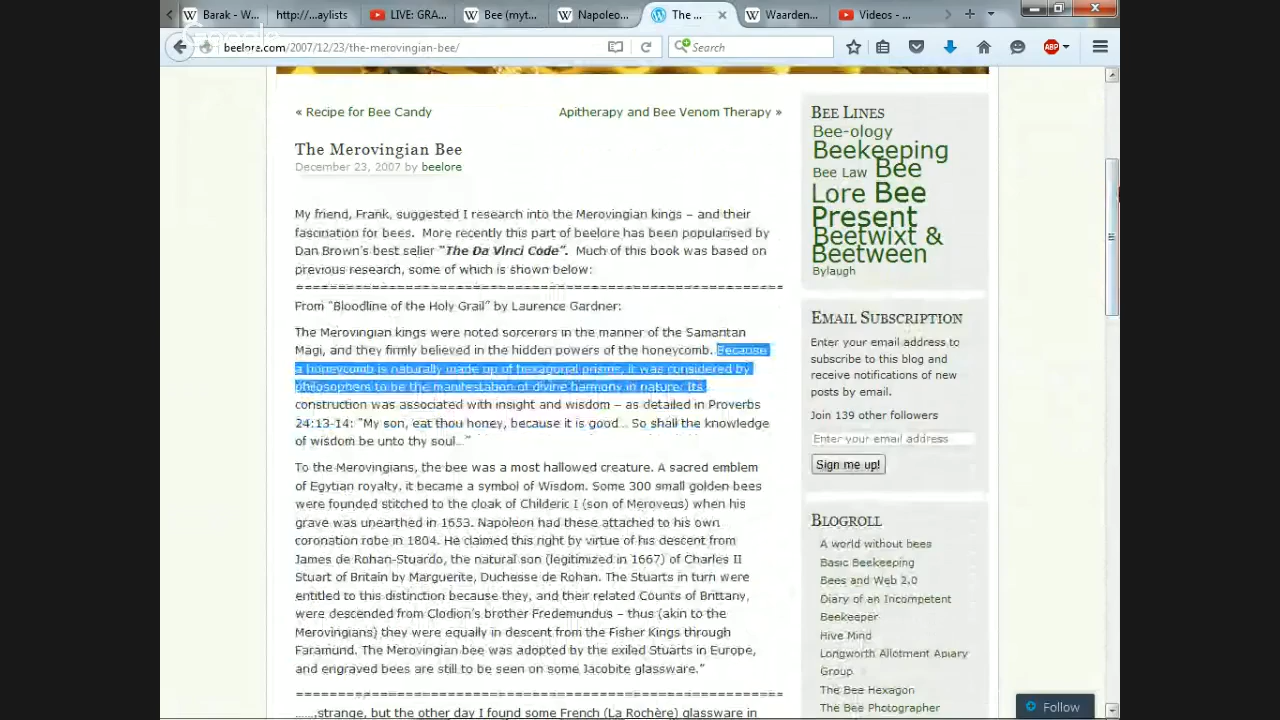 Barak - W...
http://...aylists
LIVE: GRA...
Bee (myt...
Napoleo...
The ...
Waarden...
Videos - ...
beelore.com/2007/12/23/the-merovingian-bee/
Search
ABP
« Recipe for Bee Candy
Apitherapy and Bee Venom Therapy »
The Merovingian Bee
December 23, 2007 by beelore
My friend, Frank, suggested I research into the Merovingian kings – and their
fascination for bees.  More recently this part of beelore has been popularised by
Dan Brown's best seller "The Da Vinci Code".  Much of this book was based on
previous research, some of which is shown below:
From "Bloodline of the Holy Grail" by Laurence Gardner:
The Merovingian kings were noted sorcerors in the manner of the Samantan
Magi, and they firmly believed in the hidden powers of the honeycomb. Because
a honeycomb is naturally made up of hexagonal prisms, it was considered by
philosophers to be the manifestation of divine harmony in nature. Its
construction was associated with insight and wisdom – as detailed in Proverbs
24:13-14: "My son, eat thou honey, because it is good... So shall the knowledge
of wisdom be unto thy soul..."
To the Merovingians, the bee was a most hallowed creature. A sacred emblem
of Egytian royalty, it became a symbol of Wisdom. Some 300 small golden bees
were founded stitched to the cloak of Childeric I (son of Meroveus) when his
grave was unearthed in 1653. Napoleon had these attached to his own
coronation robe in 1804. He claimed this right by virtue of his descent from
James de Rohan-Stuardo, the natural son (legitimized in 1667) of Charles II
Stuart of Britain by Marguerite, Duchesse de Rohan. The Stuarts in turn were
entitled to this distinction because they, and their related Counts of Brittany,
were descended from Clodion's brother Fredemundus – thus (akin to the
Merovingians) they were equally in descent from the Fisher Kings through
Faramund. The Merovingian bee was adopted by the exiled Stuarts in Europe,
and engraved bees are still to be seen on some Jacobite glassware."
.......strange, but the other day I found some French (La Rochère) glassware in
Bee Lines
Bee-ology
Beekeeping
Bee Law Bee
Lore Bee
Present
Beetwixt &
Beetween
Bylaugh
Email Subscription
Enter your email address to
subscribe to this blog and
receive notifications of new
posts by email.
Join 139 other followers
Enter your email address
Sign me up!
Blogroll
A world without bees
Basic Beekeeping
Bees and Web 2.0
Diary of an Incompetent
Beekeeper
Hive Mind
Longworth Allotment Apiary
Group
The Bee Hexagon
The Bee Photographer
Follow